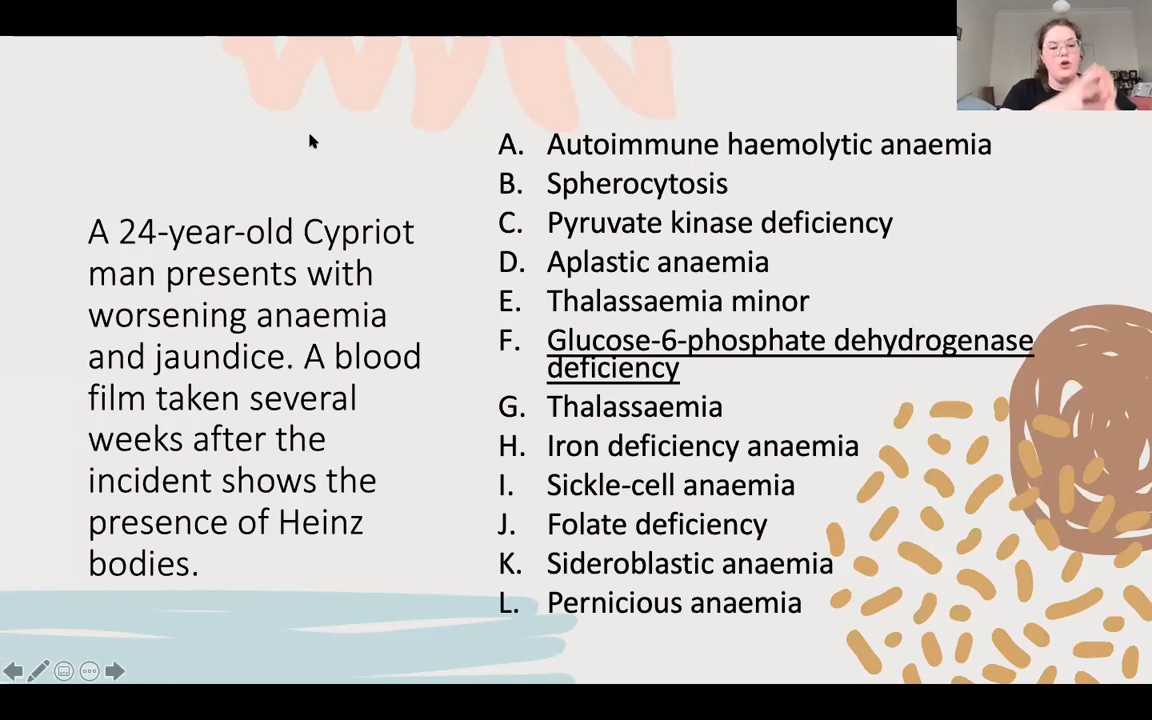 A 24-year-old Cypriot
man presents with
worsening anaemia
and jaundice. A blood
film taken several
weeks after the
incident shows the
presence of Heinz
bodies.
A. Autoimmune haemolytic anaemia
B. Spherocytosis
C. Pyruvate kinase deficiency
D. Aplastic anaemia
E. Thalassaemia minor
F. Glucose-6-phosphate dehydrogenase
deficiency
G. Thalassaemia
H. Iron deficiency anaemia
I. Sickle-cell anaemia
J. Folate deficiency
K. Sideroblastic anaemia
L. Pernicious anaemia